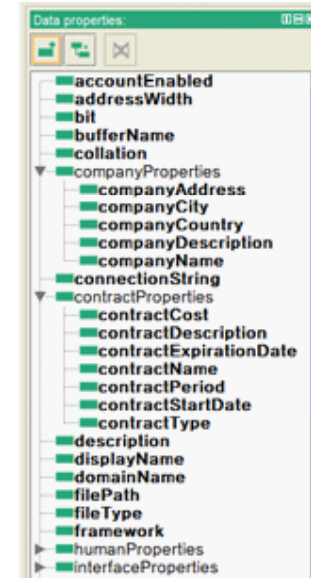 Data properties:
accountEnabled
addressWidth
bit
bufferName
collation
companyProperties
companyAddress
companyCity
companyCountry
companyDescription
companyName
connectionString
contractProperties
contractCost
contractDescription
contractExpirationDate
contractName
contractPeriod
contractStartDate
contractType
description
displayName
domainName
filePath
fileType
framework
humanProperties
interfaceProperties